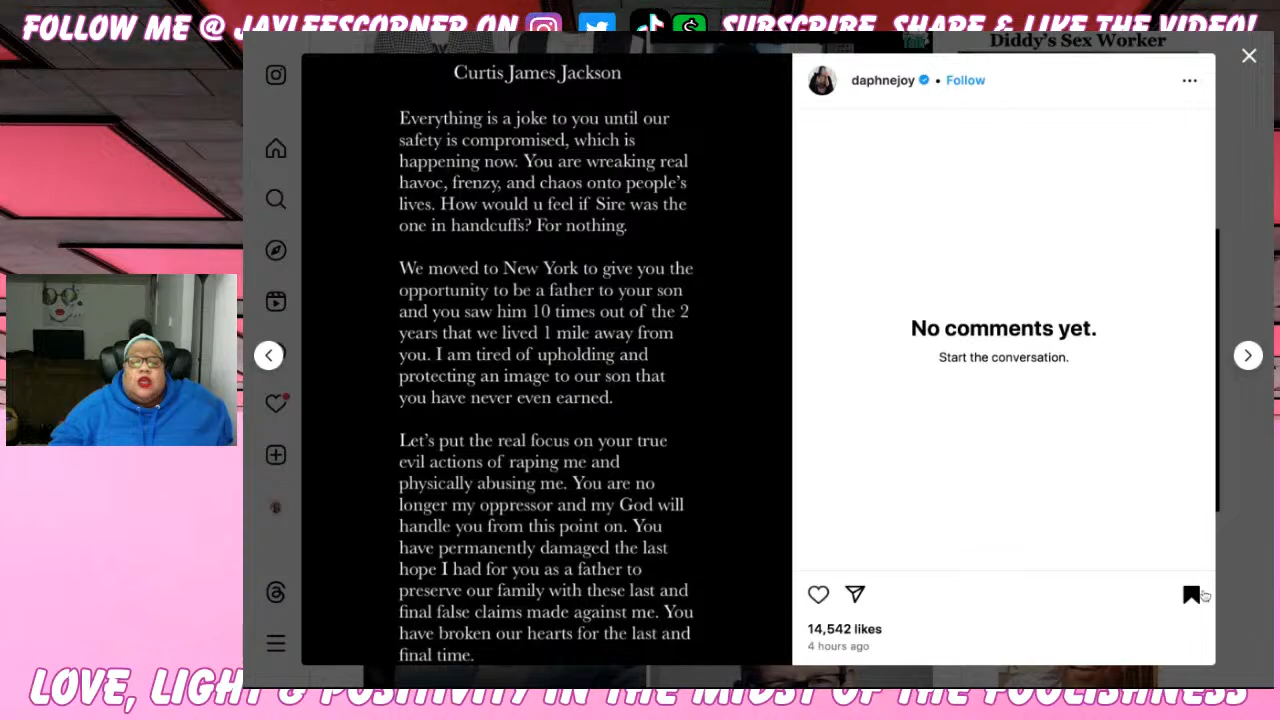 FOLLOW ME @ JAYLEESCORNER ON
SUBSCRIBE, SHARE & LIKE THE VIDEO!
Diddy's Sex Worker
Curtis James Jackson
Everything is a joke to you until our
safety is compromised, which is
happening now. You are wreaking real
havoc, frenzy, and chaos onto people's
lives. How would u feel if Sire was the
one in handcuffs? For nothing.
We moved to New York to give you the
opportunity to be a father to your son
and you saw him 10 times out of the 2
years that we lived 1 mile away from
you. I am tired of upholding and
protecting an image to our son that
you have never even earned.
Let's put the real focus on your true
evil actions of raping me and
physically abusing me. You are no
longer my oppressor and my God will
handle you from this point on. You
have permanently damaged the last
hope I had for you as a father to
preserve our family with these last and
final false claims made against me. You
have broken our hearts for the last and
final time.
daphnejoy • Follow
No comments yet.
Start the conversation.
14,542 likes
4 hours ago
LOVE, LIGHT & POSITIVITY IN THE MIDST OF THE FOOLISHNESS